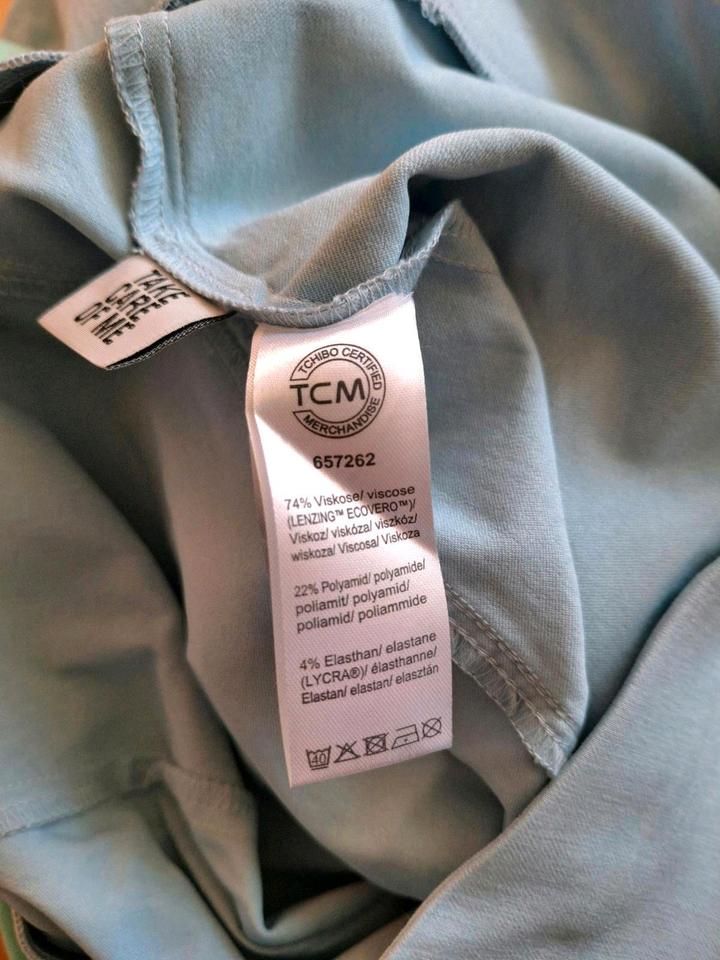 TAKE
CARE
OF ME
TCHIBO CERTIFIED
TCM
MERCHANDISE
657262
74% Viskose/ viscose
(LENZING™ ECOVERO™)/
Viskoz/ viskóza/ viszkóz/
wiskoza/ Viscosa/ Viskoza
22% Polyamid/ polyamide/
poliamit/ polyamid/
poliamid/ poliammide
4% Elasthan/ elastane
(LYCRA®)/ élasthanne/
Elastan/ elastan/ elasztán
40